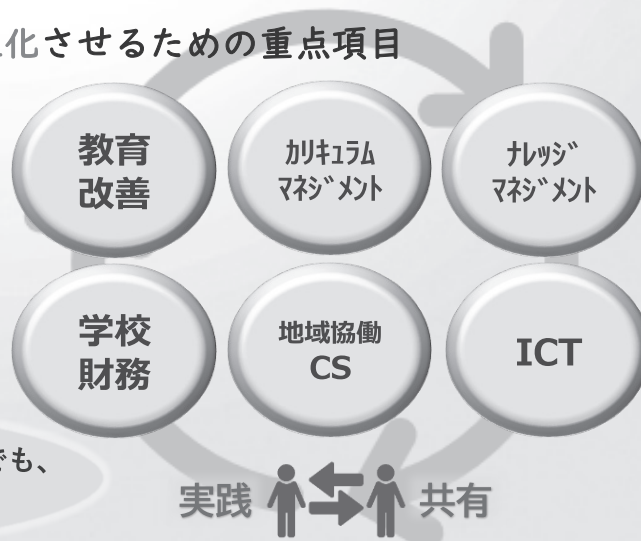 化させるための重点項目
教育
改善
ｶﾘｷｭﾗﾑ
ﾏﾈｼﾞﾒﾝﾄ
ﾅﾚｯｼﾞ
ﾏﾈｼﾞﾒﾝﾄ
学校
財務
地域協働
CS
ICT
でも、
実践
共有